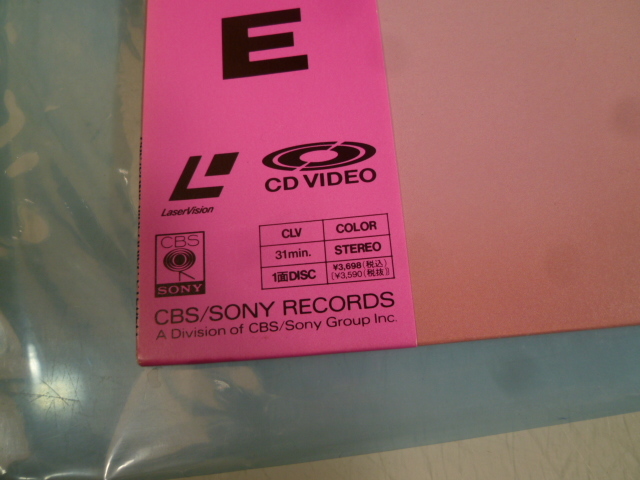 E
LaserVision
CD VIDEO
CLV COLOR
31min. STEREO
1面DISC ¥3,698(税込)
(¥3,590(税抜))
CBS
SONY
CBS/SONY RECORDS
A Division of CBS/Sony Group Inc.